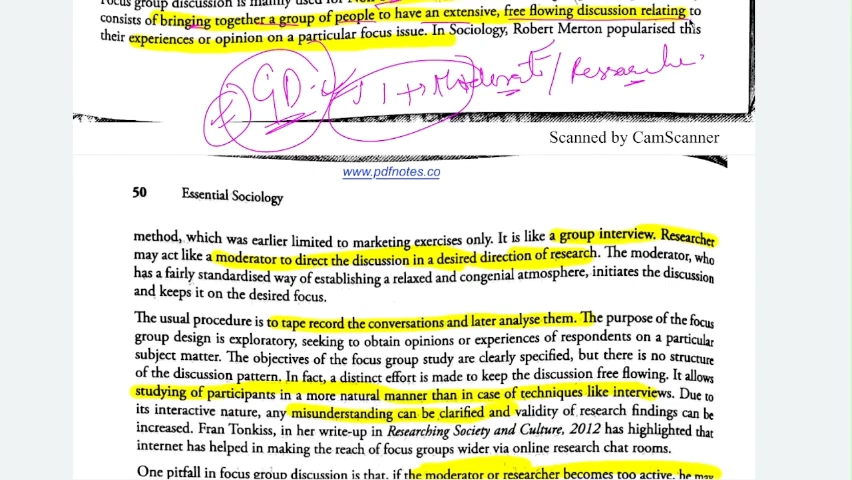 Focus group discussion is mainly used for
consists of bringing together a group of people to have an extensive, free flowing discussion relating to
their experiences or opinion on a particular focus issue. In Sociology, Robert Merton popularised this
GD
Moderator / Researcher
Scanned by CamScanner
www.pdfnotes.co
50 Essential Sociology
method, which was earlier limited to marketing exercises only. It is like a group interview. Researcher
may act like a moderator to direct the discussion in a desired direction of research. The moderator, who
has a fairly standardised way of establishing a relaxed and congenial atmosphere, initiates the discussion
and keeps it on the desired focus.
The usual procedure is to tape record the conversations and later analyse them. The purpose of the focus
group design is exploratory, seeking to obtain opinions or experiences of respondents on a particular
subject matter. The objectives of the focus group study are clearly specified, but there is no structure
of the discussion pattern. In fact, a distinct effort is made to keep the discussion free flowing. It allows
studying of participants in a more natural manner than in case of techniques like interviews. Due to
its interactive nature, any misunderstanding can be clarified and validity of research findings can be
increased. Fran Tonkiss, in her write-up in Researching Society and Culture, 2012 has highlighted that
internet has helped in making the reach of focus groups wider via online research chat rooms.
One pitfall in focus group discussion is that, if the moderator or researcher becomes too active, he may